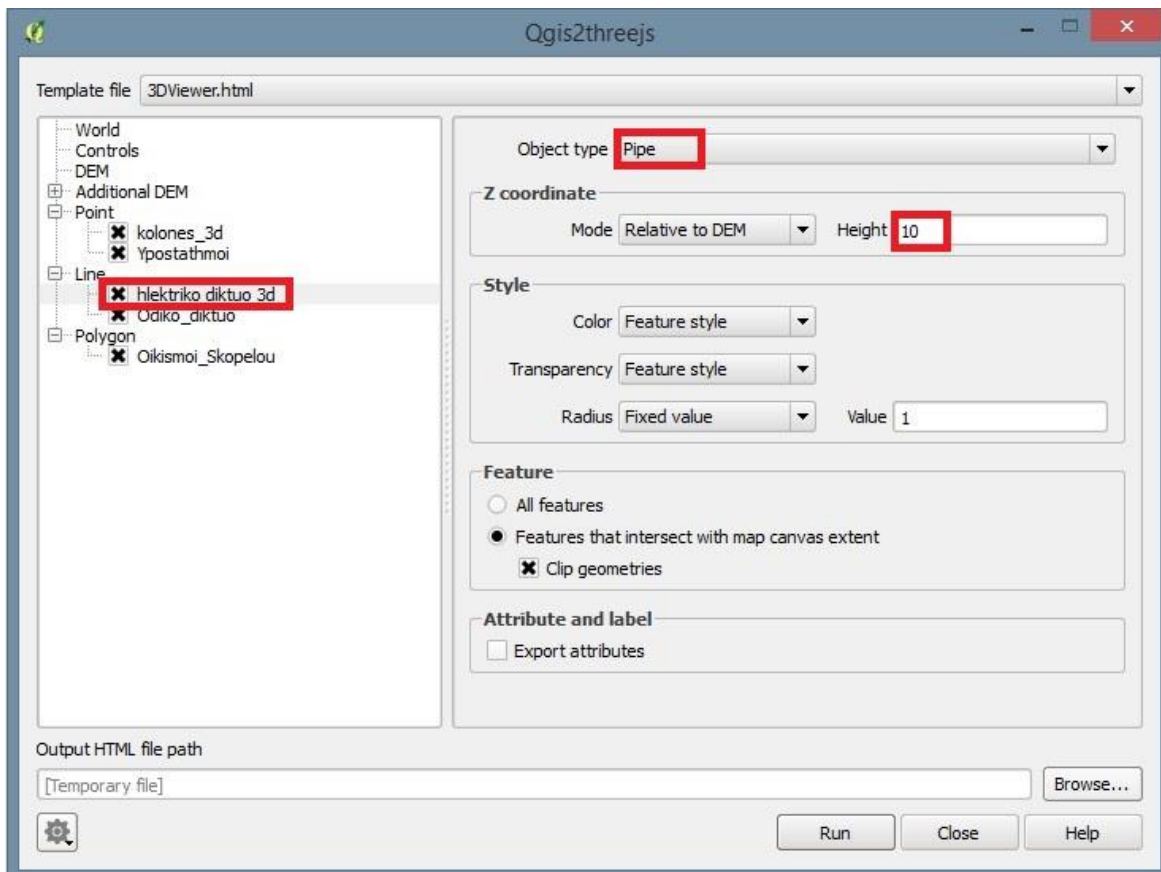 Qgis2threejs
Template file 3DViewer.html
World
Controls
DEM
Additional DEM
Point
kolones_3d
Ypostathmoi
Line
hlektriko diktuo 3d
Odiko_diktuo
Polygon
Oikismoi_Skopelou
Object type Pipe
Z coordinate
Mode Relative to DEM Height 10
Style
Color Feature style
Transparency Feature style
Radius Fixed value Value 1
Feature
All features
Features that intersect with map canvas extent
Clip geometries
Attribute and label
Export attributes
Output HTML file path
[Temporary file] Browse...
Run Close Help